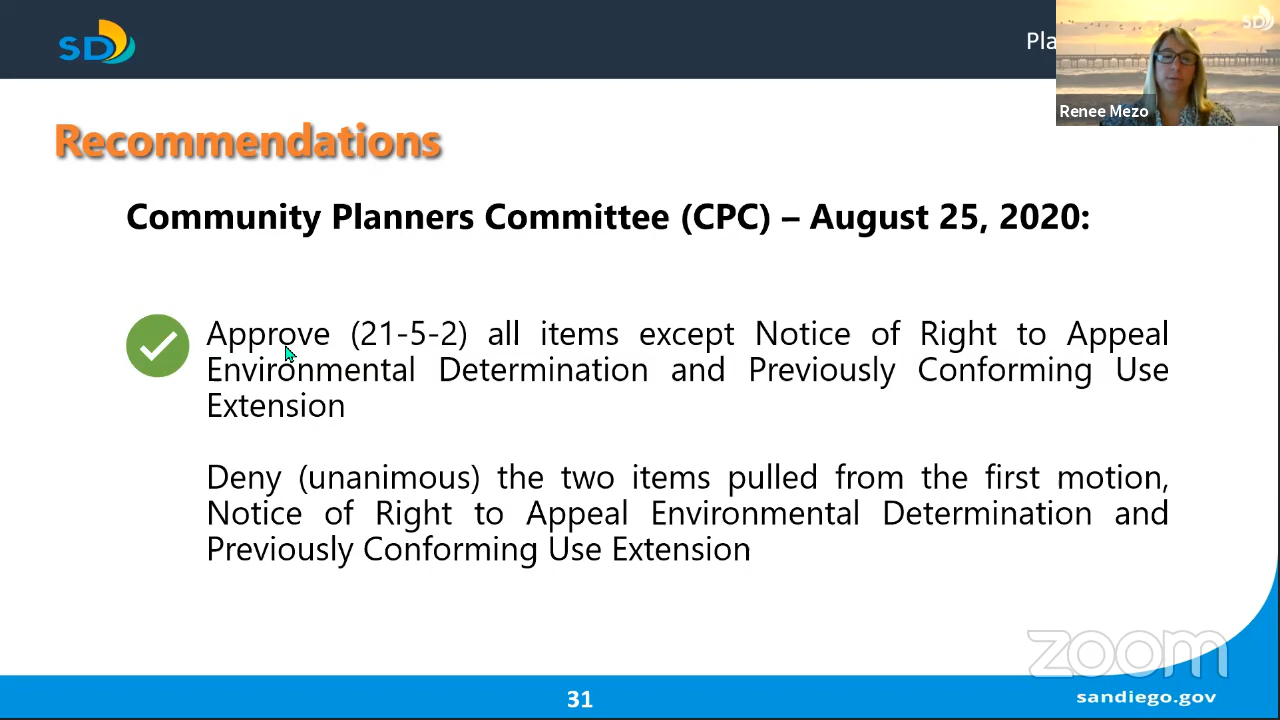 SD
Pla
SD
Renee Mezo
Recommendations
Community Planners Committee (CPC) – August 25, 2020:
Approve (21-5-2) all items except Notice of Right to Appeal
Environmental Determination and Previously Conforming Use
Extension
Deny (unanimous) the two items pulled from the first motion,
Notice of Right to Appeal Environmental Determination and
Previously Conforming Use Extension
zoom
31
sandiego.gov